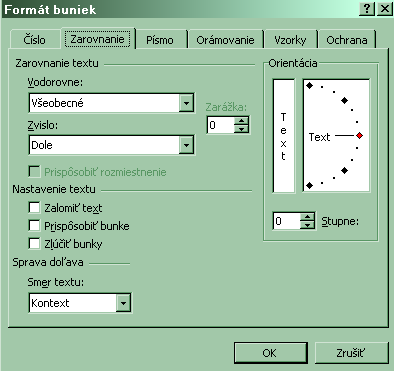 Formát buniek
Číslo Zarovnanie Písmo Orámovanie Vzorky Ochrana
Zarovnanie textu
Vodorovne:
Všeobecné
Zarážka:
Zvislo:
0
Dole
Prispôsobiť rozmiestnenie
Nastavenie textu
Zalomiť text
Prispôsobiť bunke
Zlúčiť bunky
Sprava doľava
Smer textu:
Kontext
Orientácia
T
e
x
t
Text
0 Stupne:
OK Zrušiť